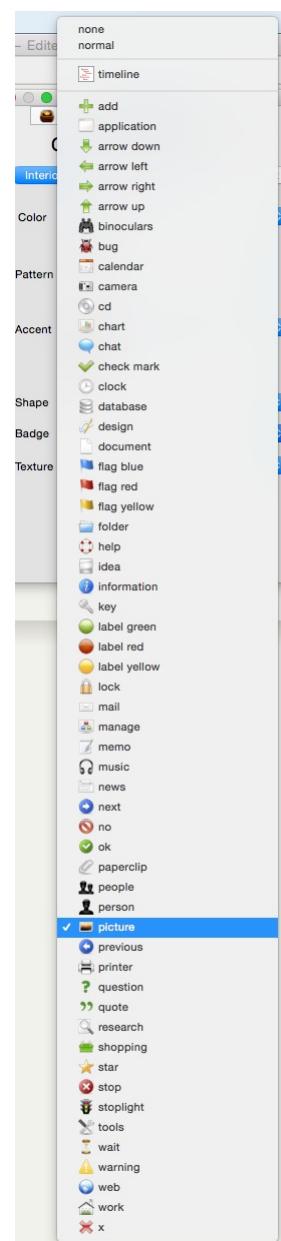 none
– Edite
normal
timeline
add
application
arrow down
Interio
arrow left
arrow right
arrow up
Color
binoculars
bug
calendar
Pattern
camera
cd
Accent
chart
chat
check mark
clock
Shape
database
design
Badge
document
Texture
flag blue
flag red
flag yellow
folder
help
idea
information
key
label green
label red
label yellow
lock
mail
manage
memo
music
news
next
no
ok
paperclip
people
person
picture
previous
printer
question
quote
research
shopping
star
stop
stoplight
tools
wait
warning
web
work
x